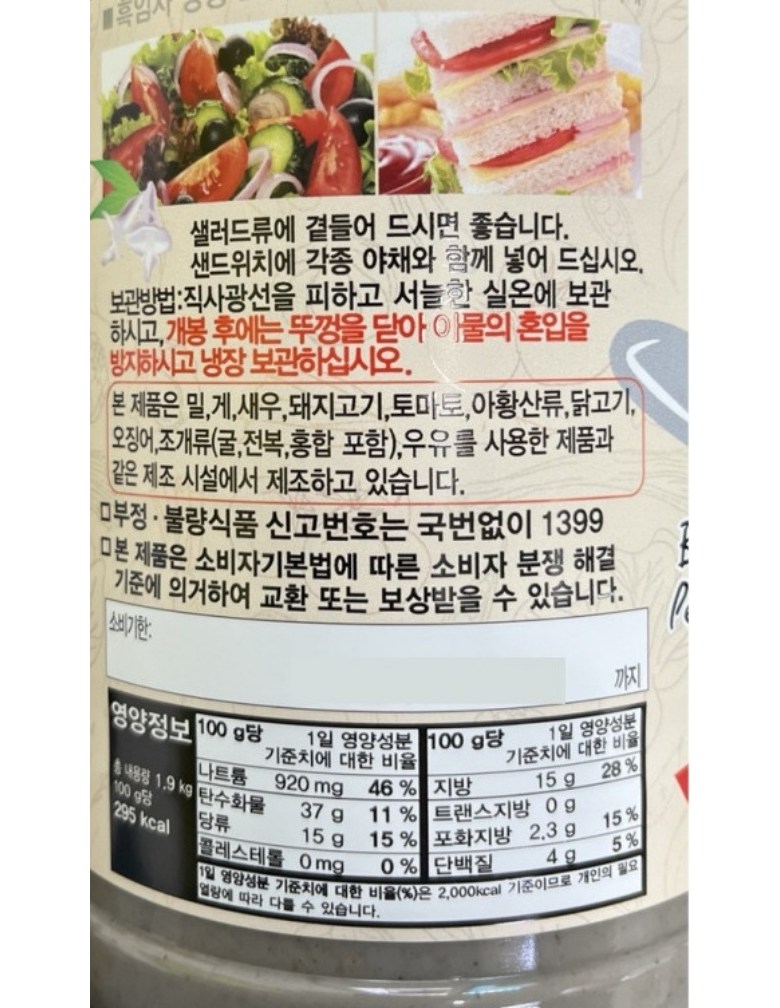 ■흑임자
샐러드류에 곁들어 드시면 좋습니다.
샌드위치에 각종 야채와 함께 넣어 드십시오.
보관방법:직사광선을 피하고 서늘한 실온에 보관
하시고, 개봉 후에는 뚜껑을 닫아 이물의 혼입을
방지하시고 냉장 보관하십시오.
본 제품은 밀,게,새우,돼지고기,토마토,아황산류,닭고기,
오징어,조개류(굴,전복,홍합 포함),우유를 사용한 제품과
같은 제조 시설에서 제조하고 있습니다.
□부정·불량식품 신고번호는 국번없이 1399
□본 제품은 소비자기본법에 따른 소비자 분쟁 해결
기준에 의거하여 교환 또는 보상받을 수 있습니다.
소비기한:
까지
영양정보
총 내용량 1.9 kg
100 g당
295 kcal
100 g당 1일 영양성분
기준치에 대한 비율
나트륨 920 mg 46 %
탄수화물 37 g 11 %
당류 15 g 15 %
콜레스테롤 0 mg 0 %
100 g당 1일 영양성분
기준치에 대한 비율
지방 15 g 28 %
트랜스지방 0 g
포화지방 2.3 g 15 %
단백질 4 g 5 %
1일 영양성분 기준치에 대한 비율(%)은 2,000kcal 기준이므로 개인의 필요
열량에 따라 다를 수 있습니다.